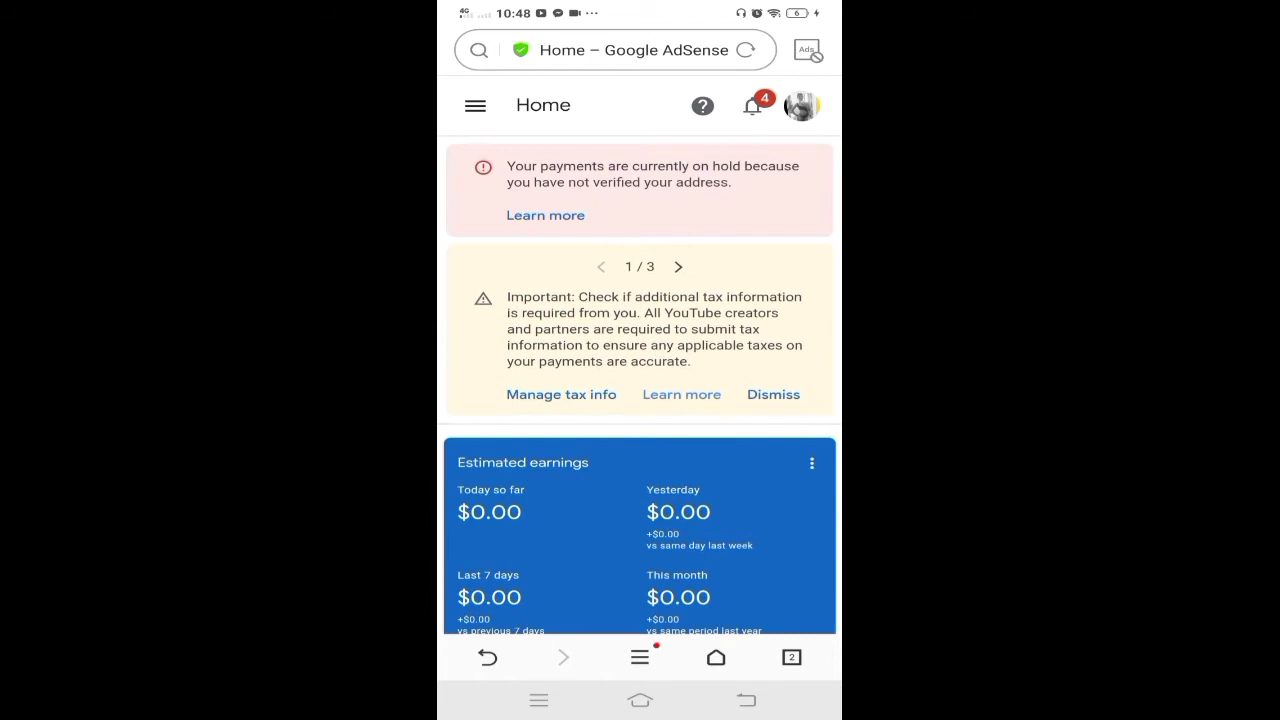 4G 10:48 6
Home – Google AdSense Ads
Home 4
Your payments are currently on hold because
you have not verified your address.
Learn more
1 / 3
Important: Check if additional tax information
is required from you. All YouTube creators
and partners are required to submit tax
information to ensure any applicable taxes on
your payments are accurate.
Manage tax info Learn more Dismiss
Estimated earnings
Today so far Yesterday
$0.00 $0.00
+$0.00
vs same day last week
Last 7 days This month
$0.00 $0.00
+$0.00 +$0.00
vs previous 7 days vs same period last year
2